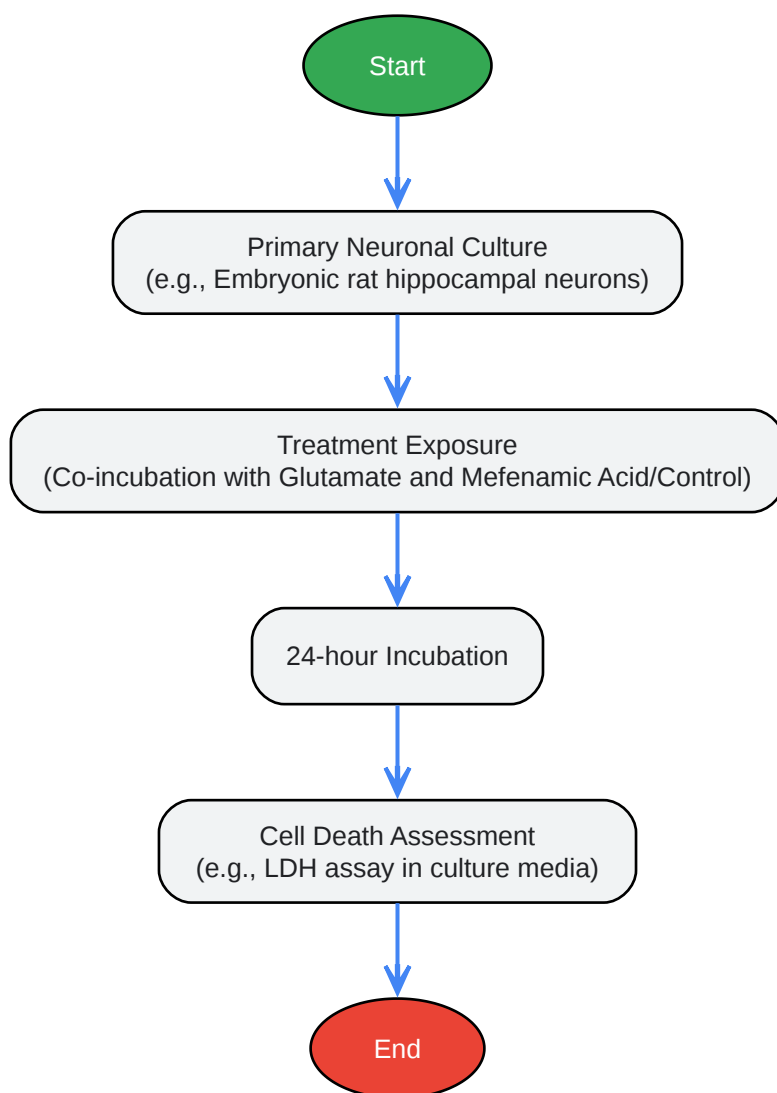 Start
Primary Neuronal Culture
(e.g., Embryonic rat hippocampal neurons)
Treatment Exposure
(Co-incubation with Glutamate and Mefenamic Acid/Control)
24-hour Incubation
Cell Death Assessment
(e.g., LDH assay in culture media)
End